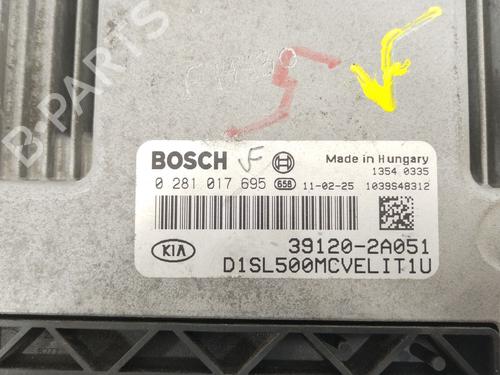 B-PARTS
BOSCH
Made in Hungary
1354 0335
0 281 017 695 658 11-02-25 1039S48312
KIA
39120-2A051
D1SL500MCVELIT1U